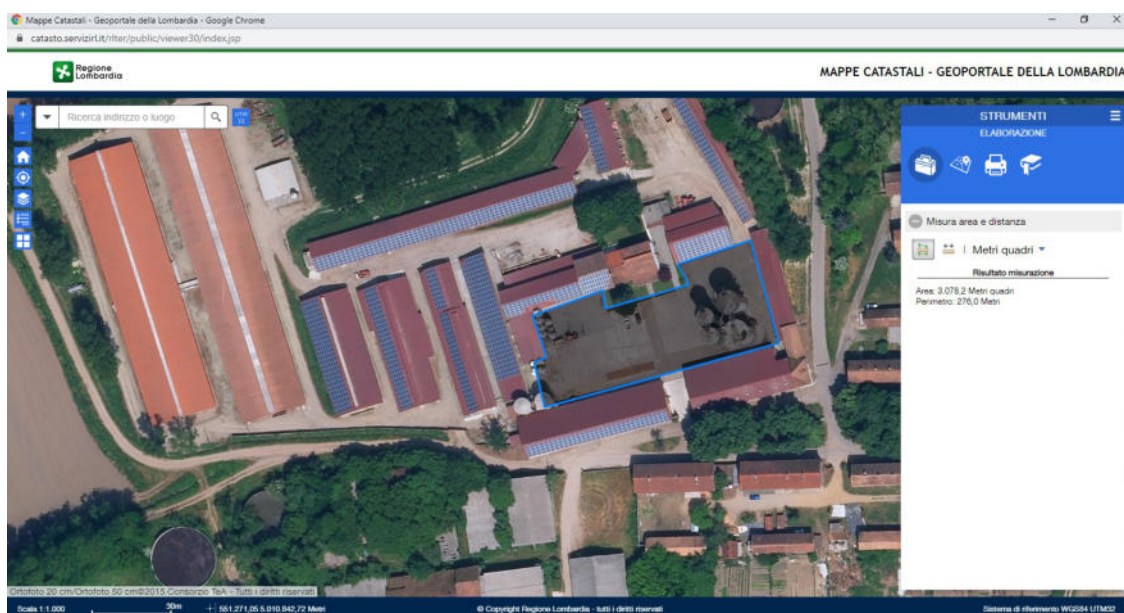 Mappe Catastali - Geoportale della Lombardia - Google Chrome
catasto.servizirl.it/rlter/public/viewer30/index.jsp
Regione
Lombardia
MAPPE CATASTALI - GEOPORTALE DELLA LOMBARDIA
Ricerca indirizzo o luogo
UTM
32
STRUMENTI
ELABORAZIONE
Misura area e distanza
Metri quadri
Risultato misurazione
Area: 3.078,2 Metri quadri
Perimetro: 276,0 Metri
Ortofoto 20 cm/Ortofoto 50 cm©2015 Consorzio TeA - Tutti i diritti riservati
Scala 1:1.000
30m
551.271,05 5.010.842,72 Metri
© Copyright Regione Lombardia - tutti i diritti riservati
Sistema di riferimento WGS84 UTM32